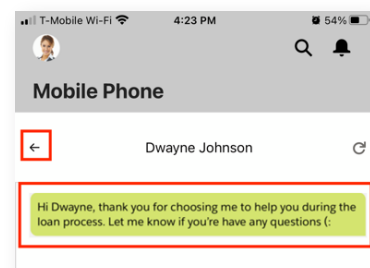 T-Mobile Wi-Fi 4:23 PM 54%
Mobile Phone
Dwayne Johnson
Hi Dwayne, thank you for choosing me to help you during the
loan process. Let me know if you're have any questions (: